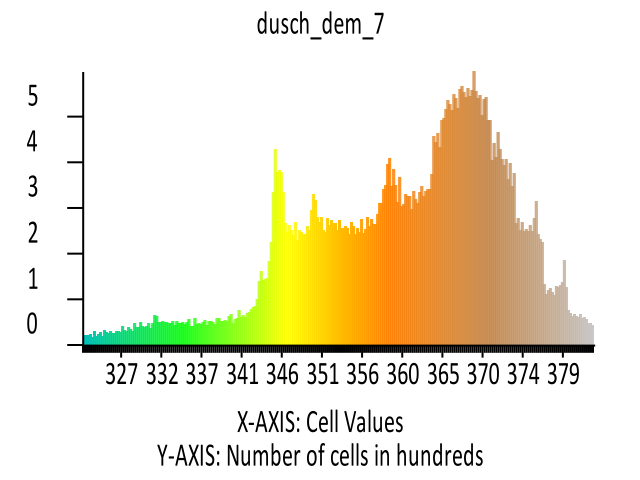 dusch_dem_7
5
4
3
2
1
0
327 332 337 341 346 351 356 360 365 370 374 379
X-AXIS: Cell Values
Y-AXIS: Number of cells in hundreds